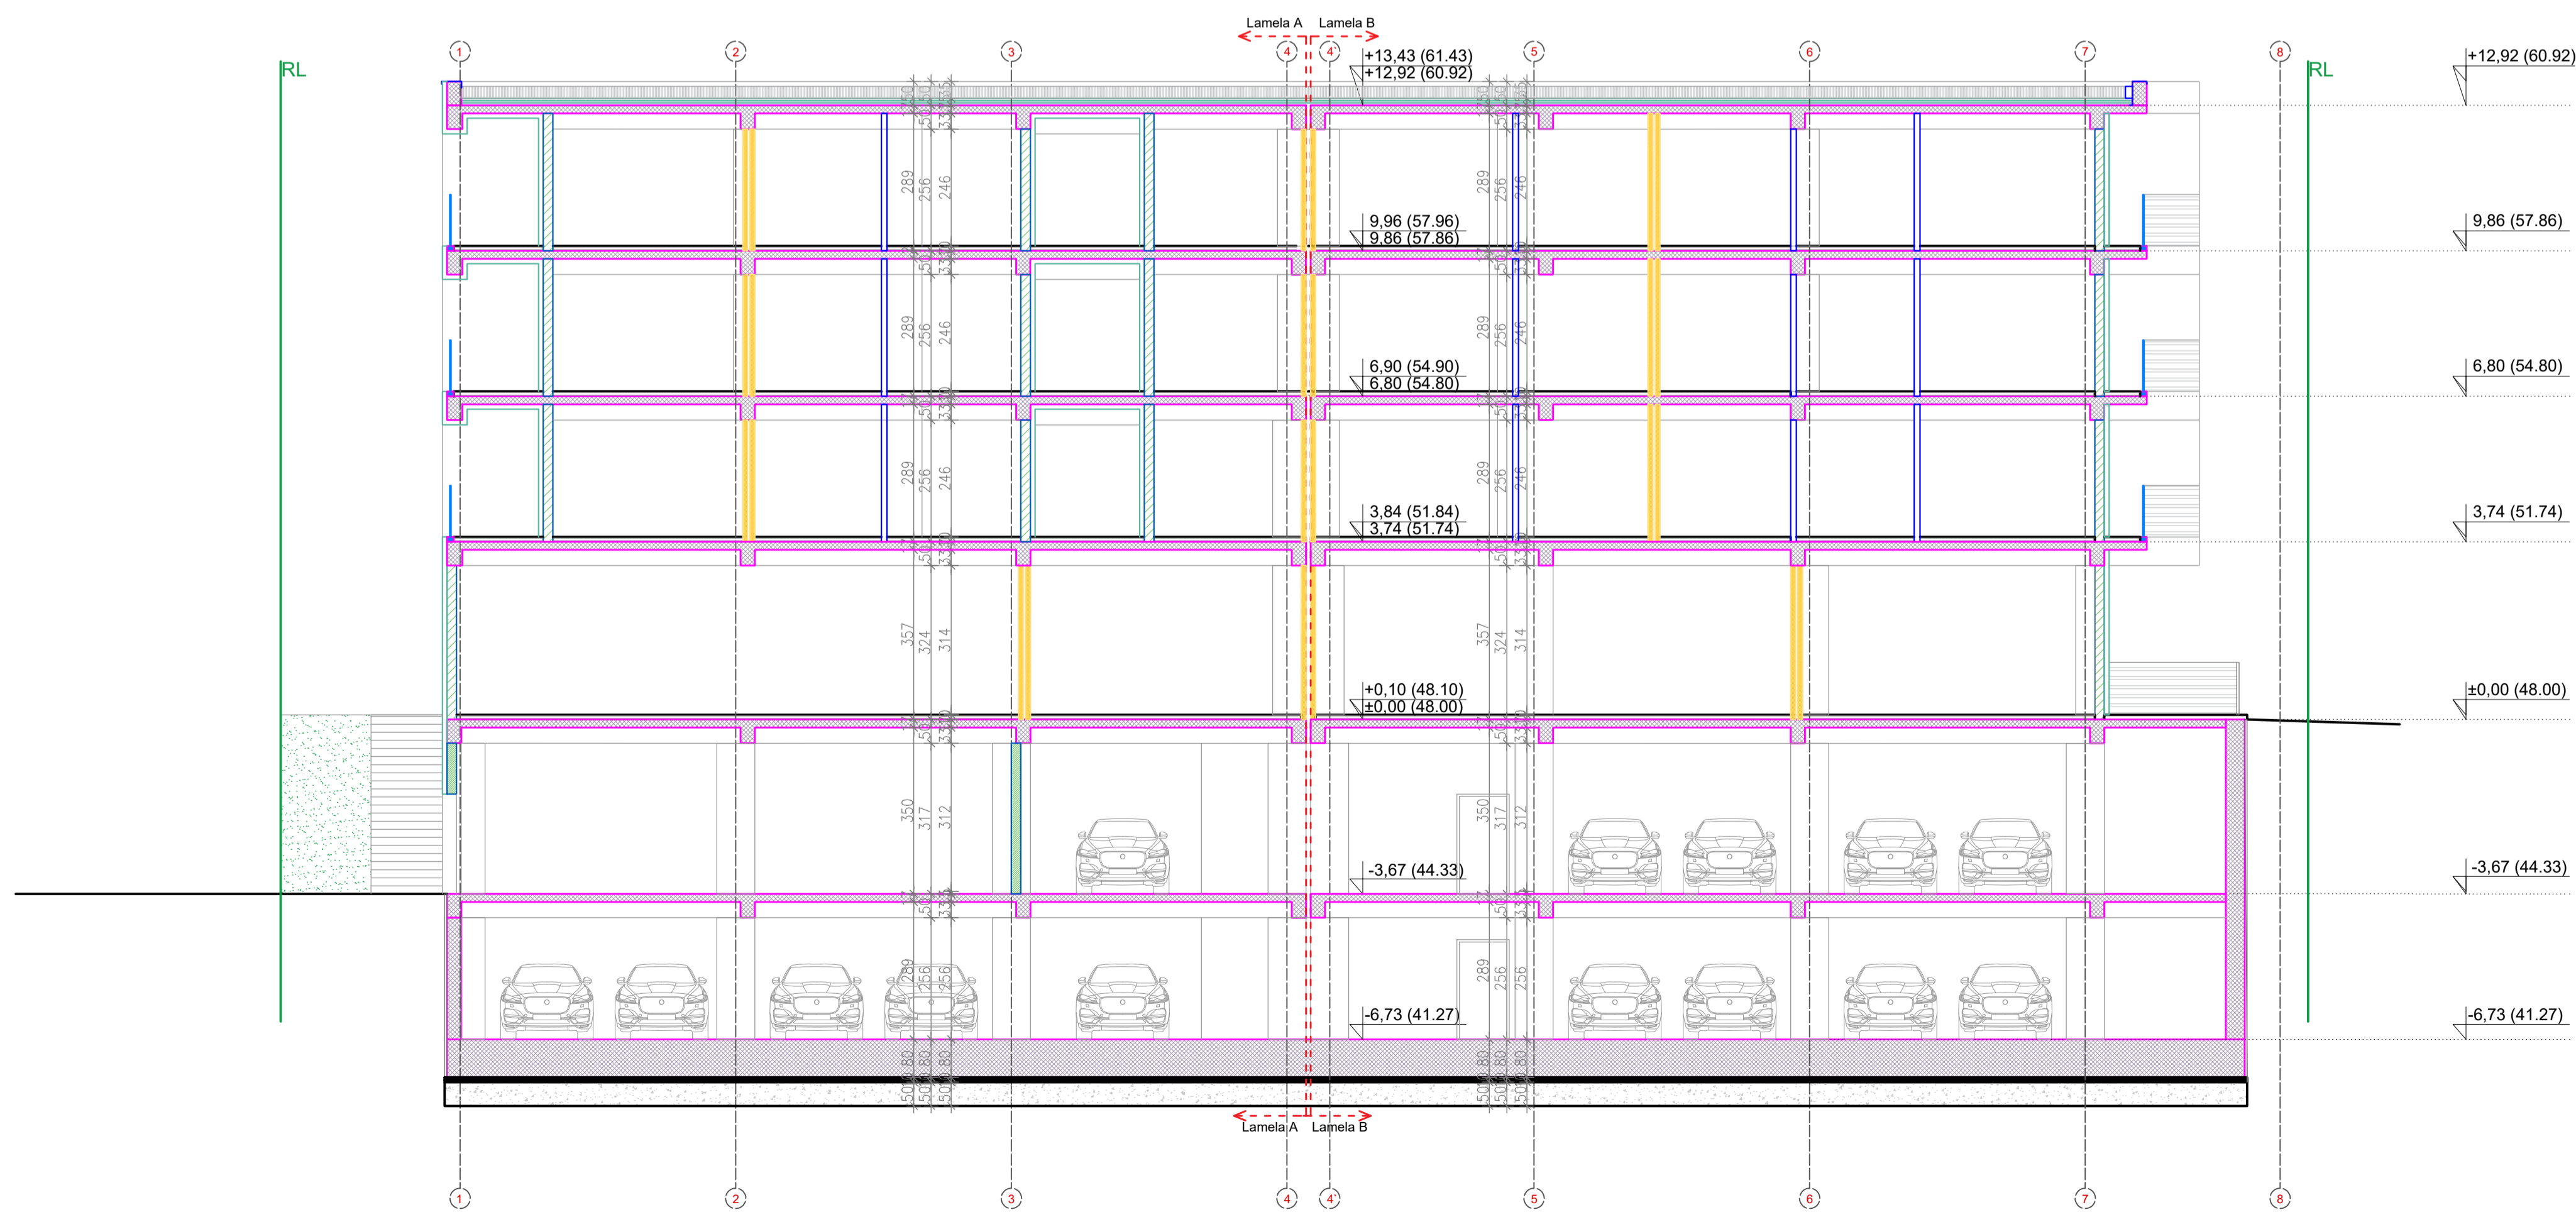 Lamela A Lamela B
1 2 3 4 4` 5 6 7 8
RL
RL
+13,43 (61.43)
+12,92 (60.92)
+12,92 (60.92)
289 256 246
289 256 246
9,96 (57.96)
9,86 (57.86)
9,86 (57.86)
289 256 246
289 256 246
6,90 (54.90)
6,80 (54.80)
6,80 (54.80)
289 256 246
289 256 246
3,84 (51.84)
3,74 (51.74)
3,74 (51.74)
357 324 314
357 324 314
+0,10 (48.10)
±0,00 (48.00)
±0,00 (48.00)
350 317 312
350 317 312
-3,67 (44.33)
-3,67 (44.33)
289 256 256
289 256 256
-6,73 (41.27)
-6,73 (41.27)
80 80 80
80 80 80
Lamela A Lamela B
1 2 3 4 4` 5 6 7 8